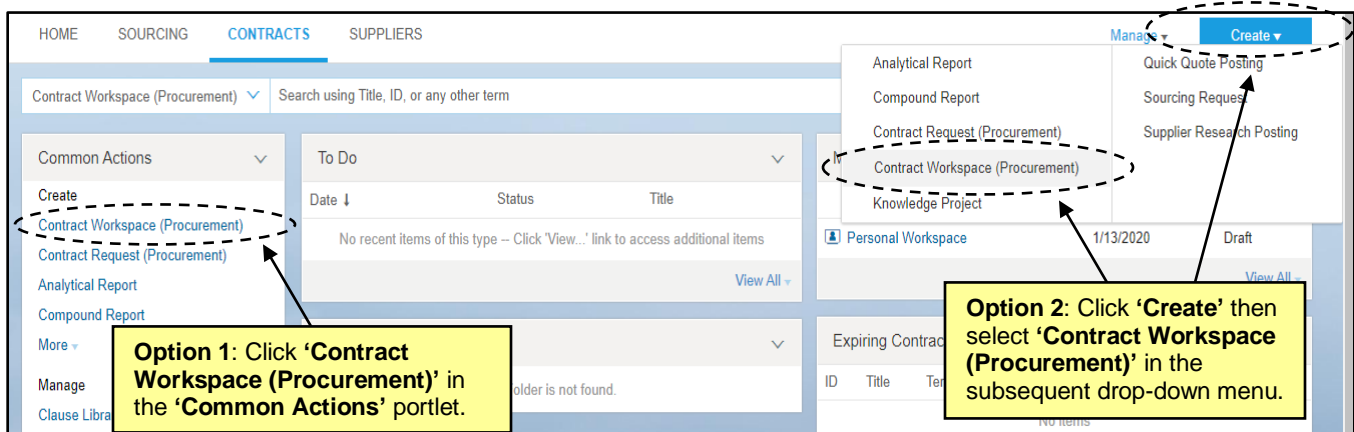 HOME SOURCING CONTRACTS SUPPLIERS Manage Create
Contract Workspace (Procurement) Search using Title, ID, or any other term
Analytical Report Quick Quote Posting
Compound Report Sourcing Request
Contract Request (Procurement) Supplier Research Posting
Contract Workspace (Procurement)
Knowledge Project
Common Actions
Create
Contract Workspace (Procurement)
Contract Request (Procurement)
Analytical Report
Compound Report
More
Manage
To Do
Date ↓ Status Title
No recent items of this type -- Click 'View...' link to access additional items
View All
older is not found.
Personal Workspace 1/13/2020 Draft
View All
ID Title
No items
Option 1: Click ‘Contract
Workspace (Procurement)’ in
the ‘Common Actions’ portlet.
Option 2: Click ‘Create’ then
select ‘Contract Workspace
(Procurement)’ in the
subsequent drop-down menu.